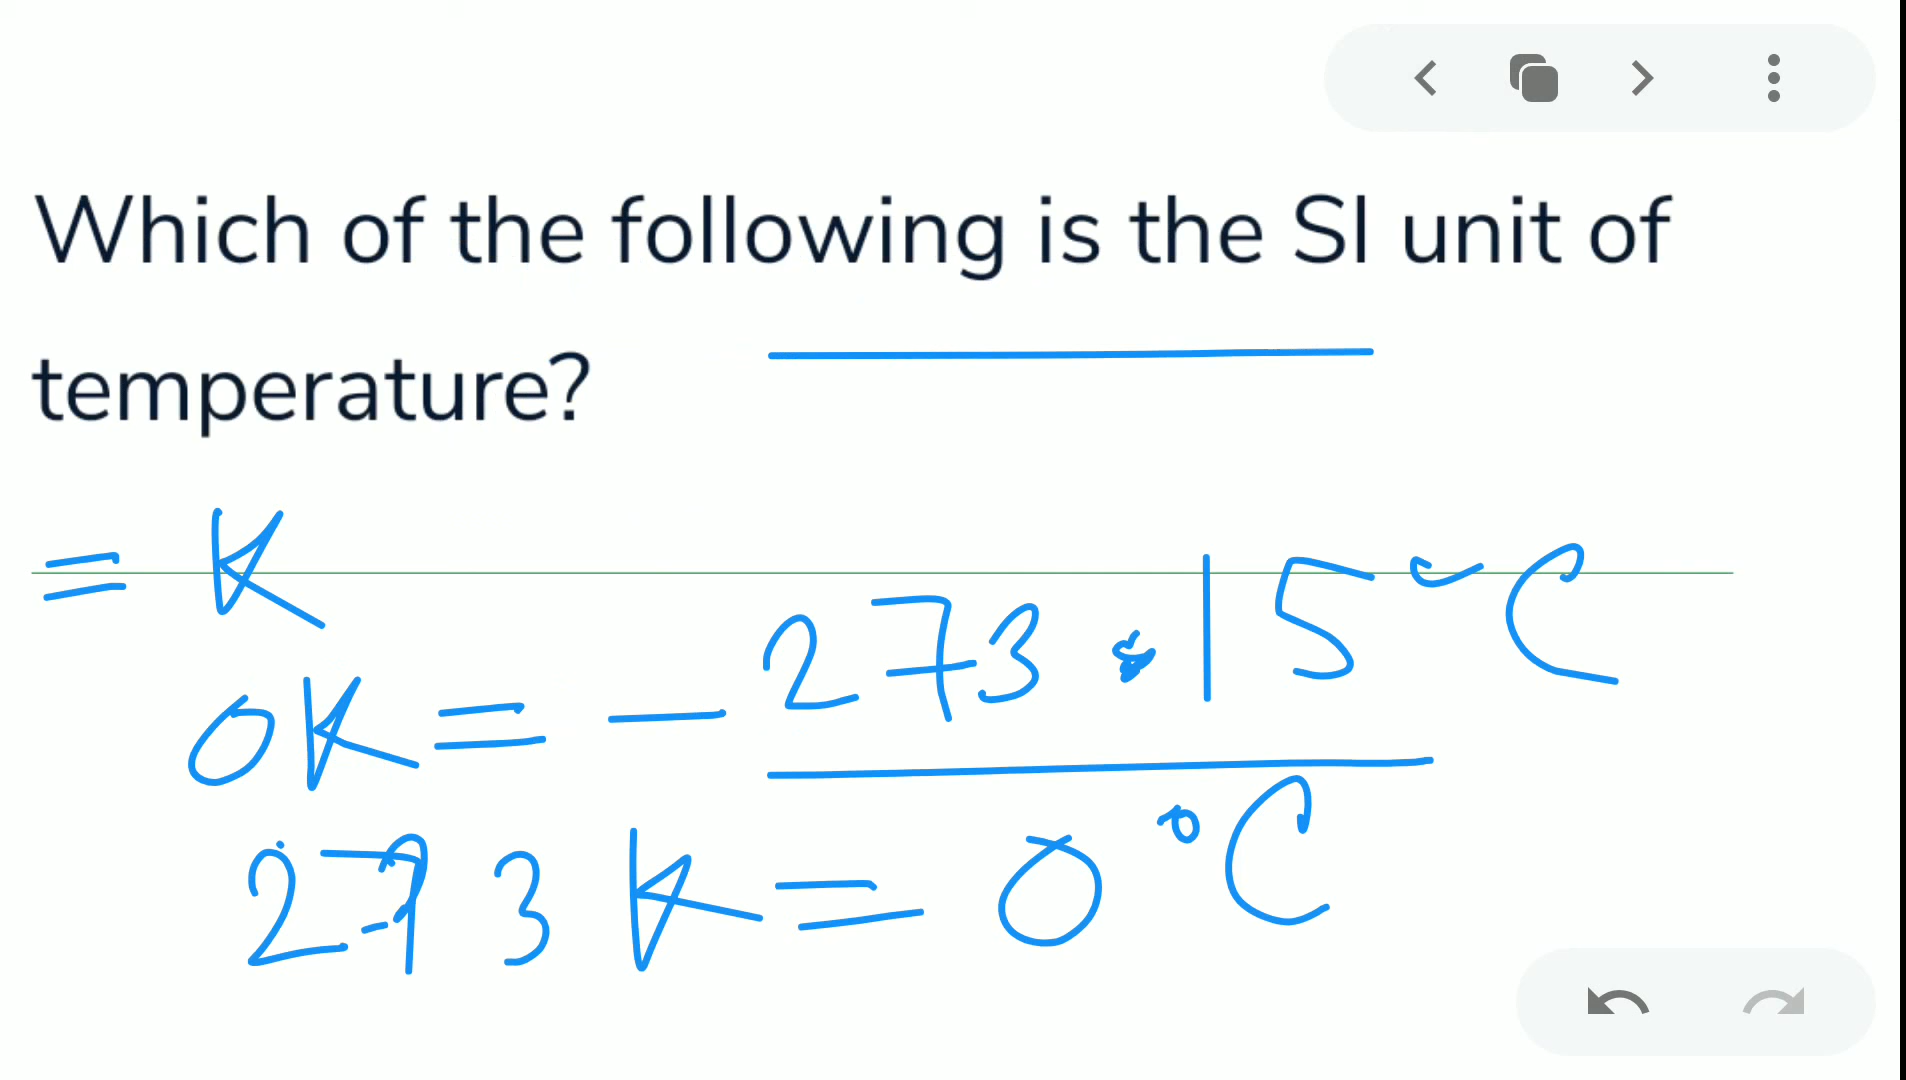 Which of the following is the SI unit of
temperature?
= K
0K = - 273.15°C
273 K = 0°C